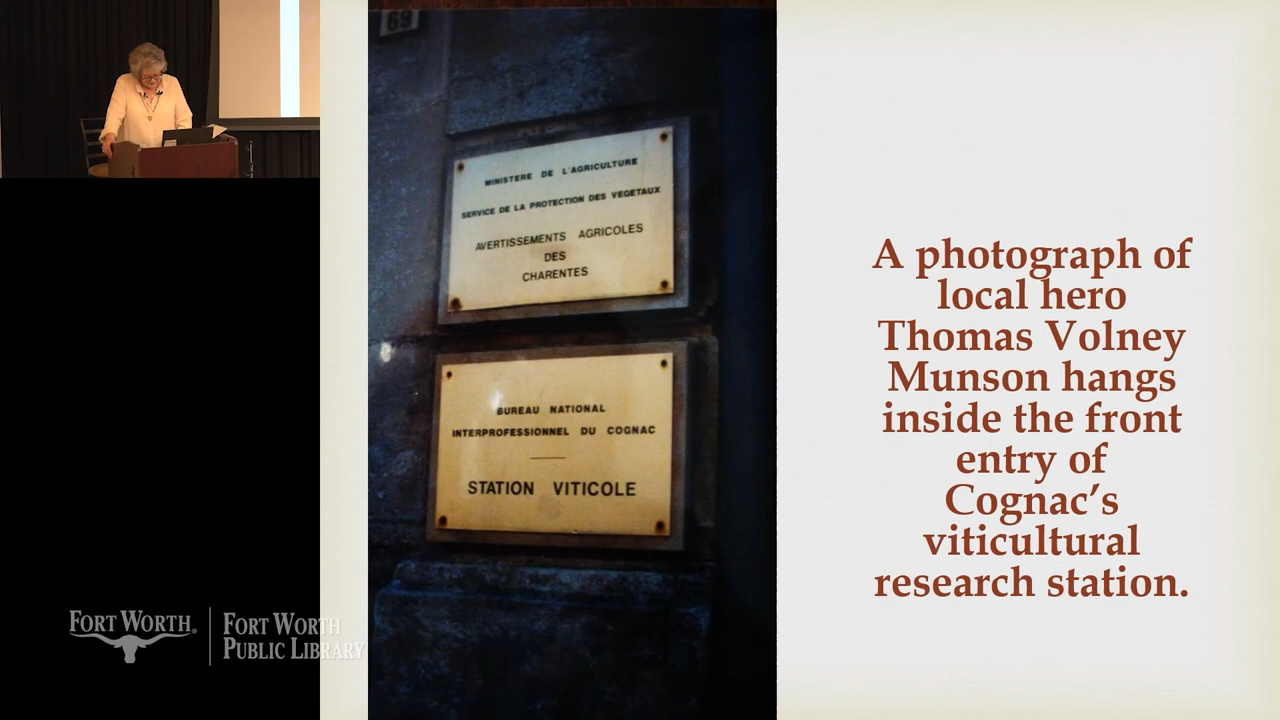 69
MINISTERE DE L'AGRICULTURE
SERVICE DE LA PROTECTION DES VEGETAUX
AVERTISSEMENTS AGRICOLES
DES
CHARENTES
BUREAU NATIONAL
INTERPROFESSIONNEL DU COGNAC
STATION VITICOLE
A photograph of
local hero
Thomas Volney
Munson hangs
inside the front
entry of
Cognac’s
viticultural
research station.
FORT WORTH®
FORT WORTH
PUBLIC LIBRARY